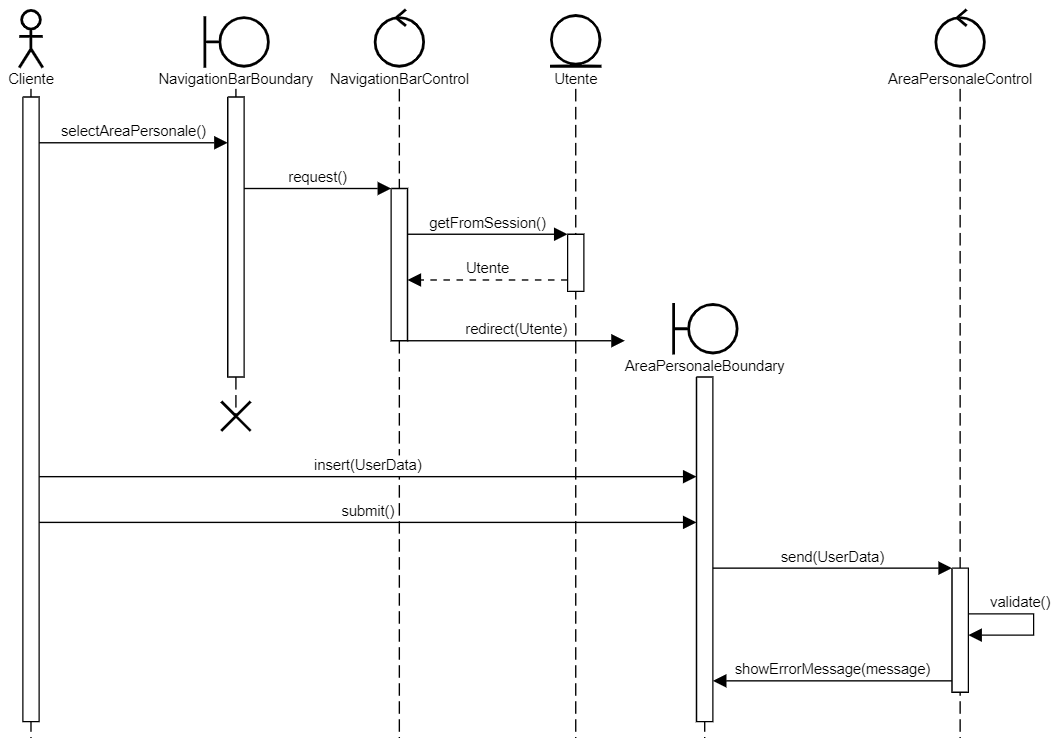 Cliente
NavigationBarBoundary
NavigationBarControl
Utente
AreaPersonaleControl
selectAreaPersonale()
request()
getFromSession()
Utente
redirect(Utente)
AreaPersonaleBoundary
insert(UserData)
submit()
send(UserData)
validate()
showErrorMessage(message)